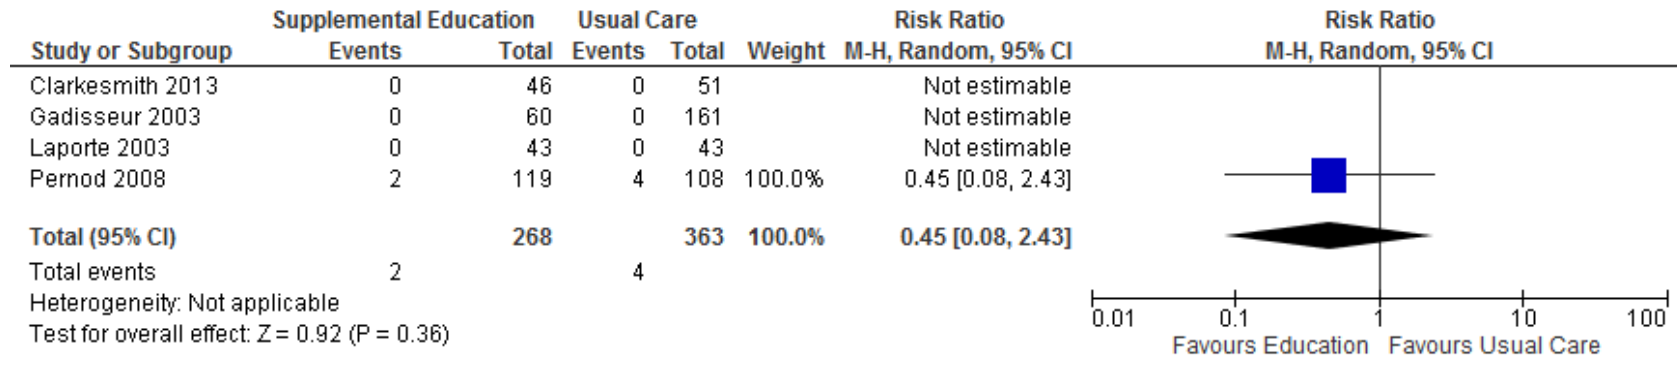 Supplemental Education Usual Care Risk Ratio Risk Ratio
Study or Subgroup Events Total Events Total Weight M-H, Random, 95% CI M-H, Random, 95% CI
Clarkesmith 2013 0 46 0 51 Not estimable
Gadisseur 2003 0 60 0 161 Not estimable
Laporte 2003 0 43 0 43 Not estimable
Pernod 2008 2 119 4 108 100.0% 0.45 [0.08, 2.43]
Total (95% CI) 268 363 100.0% 0.45 [0.08, 2.43]
Total events 2 4
Heterogeneity: Not applicable
Test for overall effect: Z = 0.92 (P = 0.36)
0.01 0.1 1 10 100
Favours Education Favours Usual Care